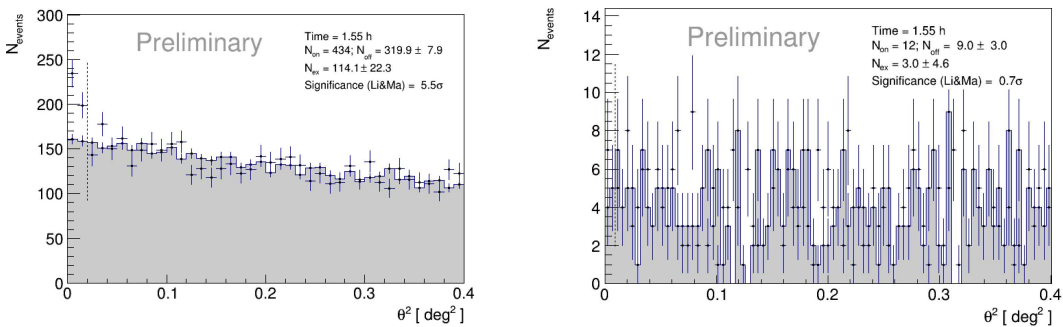 N_events
300
250
200
150
100
50
0
Preliminary
Time = 1.55 h
N_on = 434; N_off = 319.9 ± 7.9
N_ex = 114.1 ± 22.3
Significance (Li&Ma) = 5.5σ
0 0.1 0.2 0.3 0.4
θ² [ deg² ]
N_events
14
12
10
8
6
4
2
0
Preliminary
Time = 1.55 h
N_on = 12; N_off = 9.0 ± 3.0
N_ex = 3.0 ± 4.6
Significance (Li&Ma) = 0.7σ
0 0.1 0.2 0.3 0.4
θ² [ deg² ]